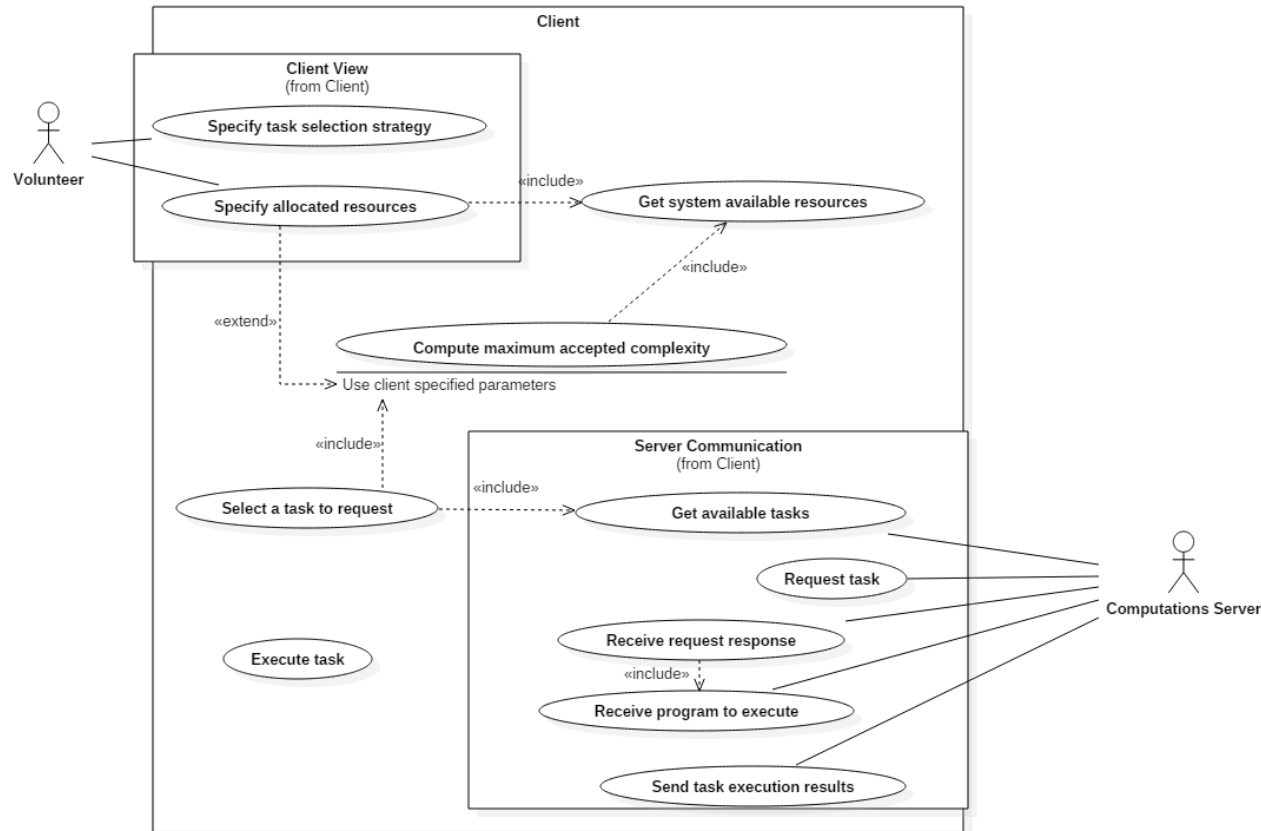 Client
Client View
(from Client)
Specify task selection strategy
Volunteer
«include»
Specify allocated resources
Get system available resources
«include»
«extend»
Compute maximum accepted complexity
Use client specified parameters
«include»
Server Communication
(from Client)
«include»
Select a task to request
Get available tasks
Request task
Computations Server
Receive request response
Execute task
«include»
Receive program to execute
Send task execution results